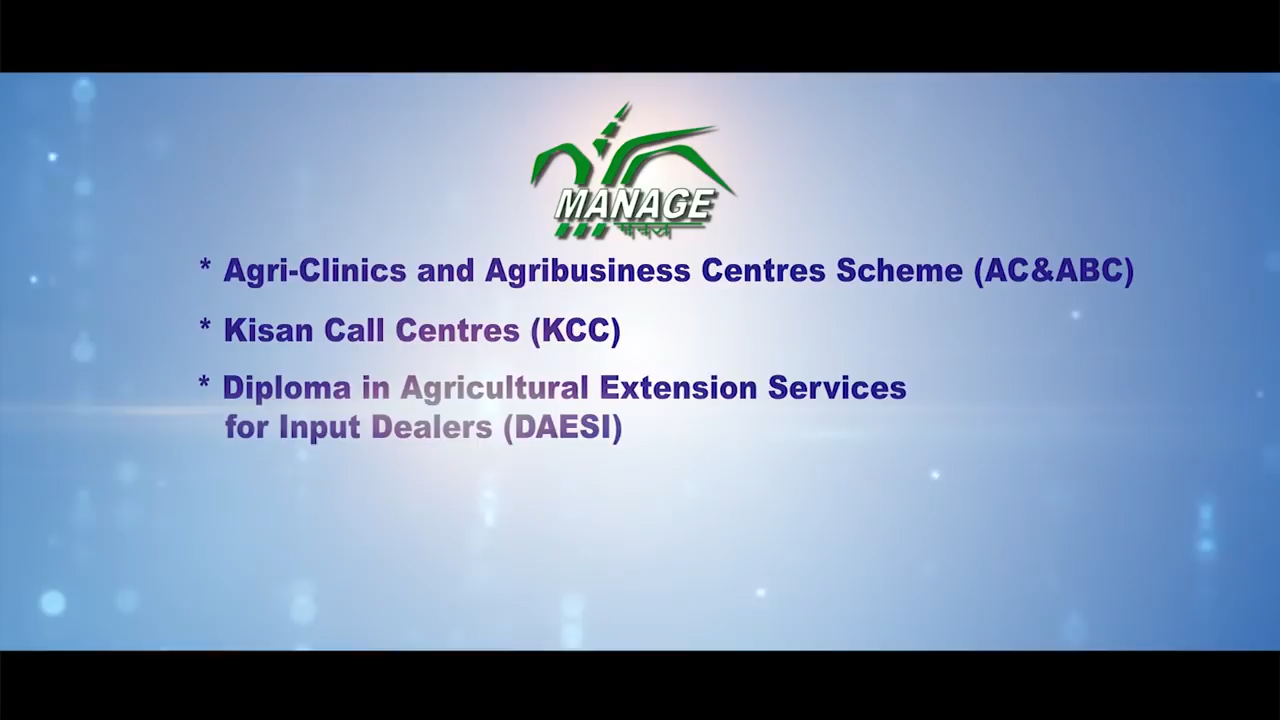 MANAGE
* Agri-Clinics and Agribusiness Centres Scheme (AC&ABC)
* Kisan Call Centres (KCC)
* Diploma in Agricultural Extension Services
for Input Dealers (DAESI)